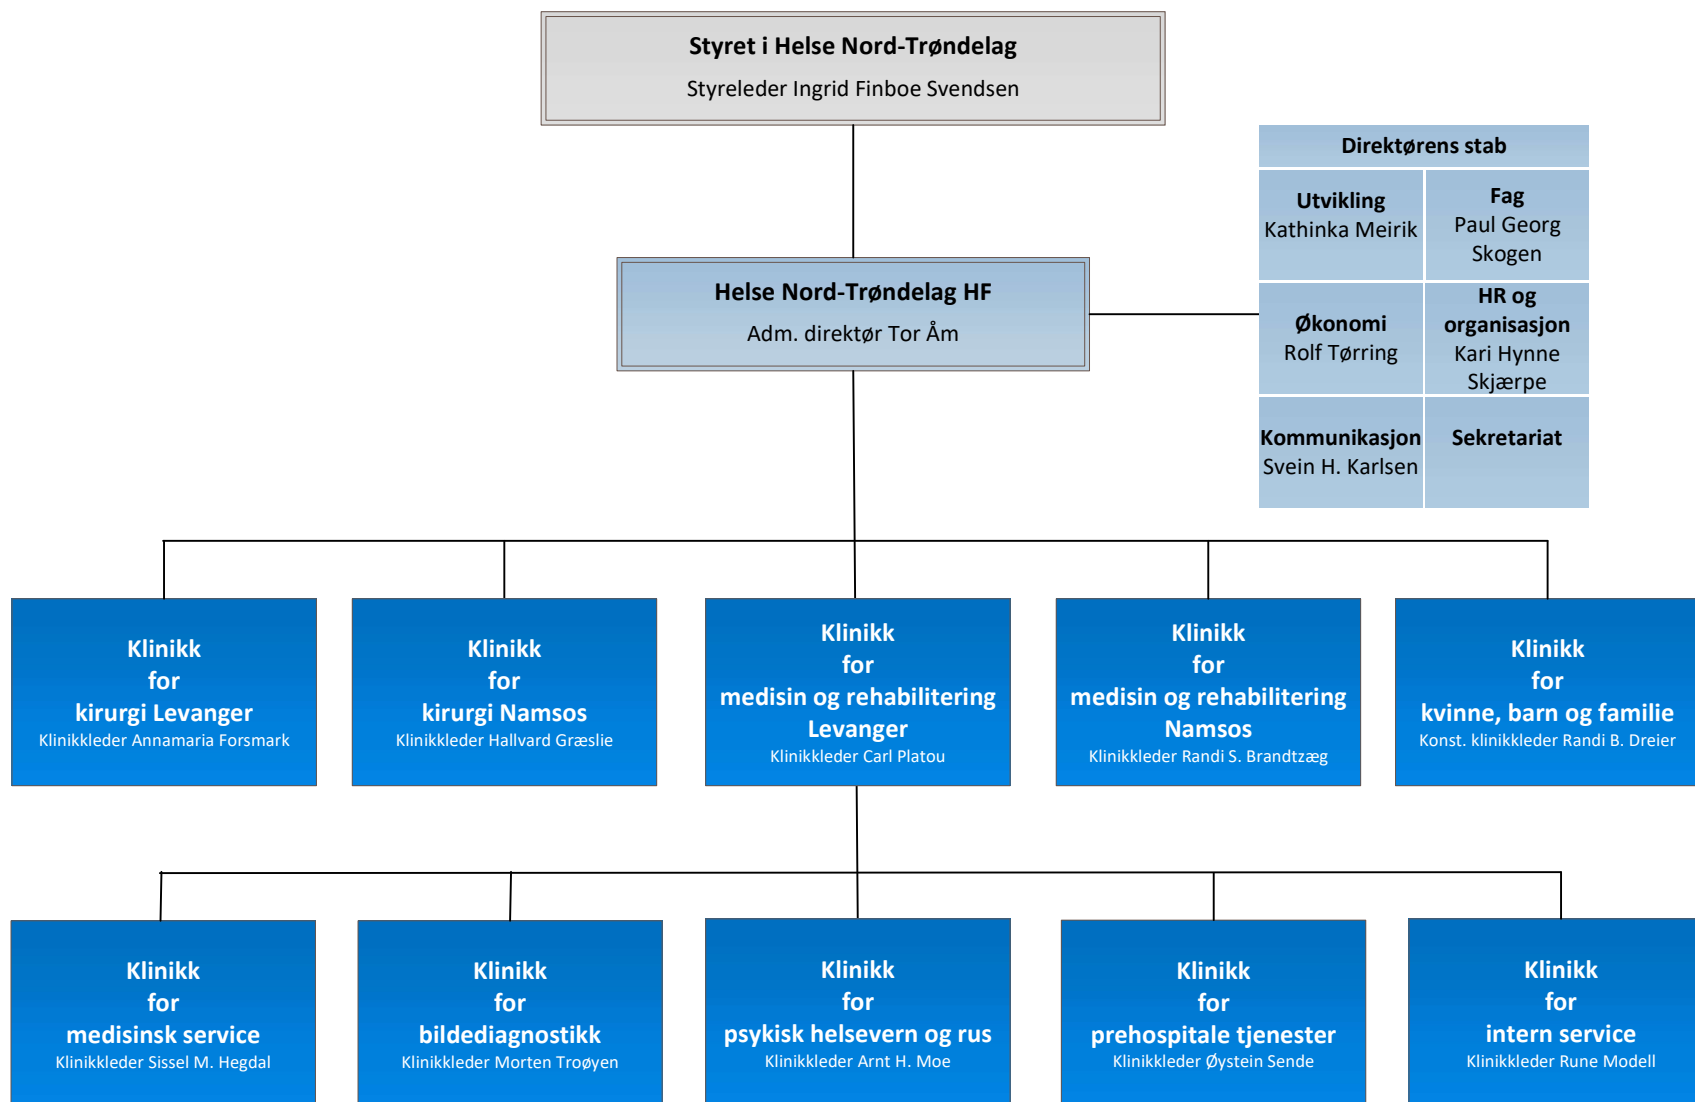 Styret i Helse Nord-Trøndelag
Styreleder Ingrid Finboe Svendsen
Direktørens stab
Utvikling
Kathinka Meirik
Fag
Paul Georg
Skogen
Helse Nord-Trøndelag HF
Adm. direktør Tor Åm
Økonomi
Rolf Tørring
HR og
organisasjon
Kari Hynne
Skjærpe
Kommunikasjon
Svein H. Karlsen
Sekretariat
Klinikk
for
kirurgi Levanger
Klinikkleder Annamaria Forsmark
Klinikk
for
kirurgi Namsos
Klinikkleder Hallvard Græslie
Klinikk
for
medisin og rehabilitering
Levanger
Klinikkleder Carl Platou
Klinikk
for
medisin og rehabilitering
Namsos
Klinikkleder Randi S. Brandtzæg
Klinikk
for
kvinne, barn og familie
Konst. klinikkleder Randi B. Dreier
Klinikk
for
medisinsk service
Klinikkleder Sissel M. Hegdal
Klinikk
for
bildediagnostikk
Klinikkleder Morten Troøyen
Klinikk
for
psykisk helsevern og rus
Klinikkleder Arnt H. Moe
Klinikk
for
prehospitale tjenester
Klinikkleder Øystein Sende
Klinikk
for
intern service
Klinikkleder Rune Modell